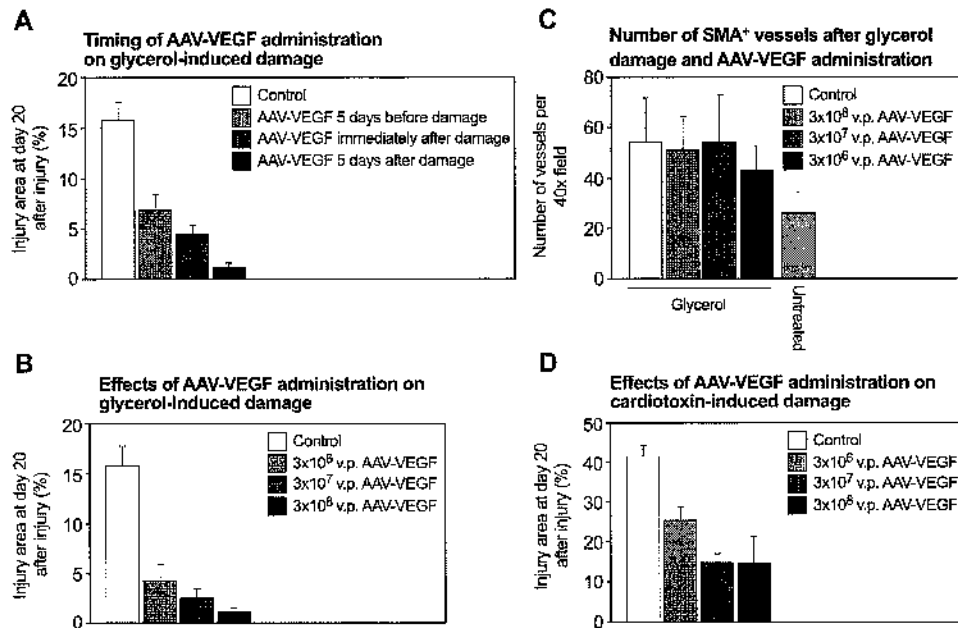 A
Timing of AAV-VEGF administration
on glycerol-induced damage
Injury area at day 20
after injury (%)
20
15
10
5
0
Control
AAV-VEGF 5 days before damage
AAV-VEGF immediately after damage
AAV-VEGF 5 days after damage
C
Number of SMA⁺ vessels after glycerol
damage and AAV-VEGF administration
Number of vessels per
40x field
80
60
40
20
0
Control
3x10⁸ v.p. AAV-VEGF
3x10⁷ v.p. AAV-VEGF
3x10⁶ v.p. AAV-VEGF
Glycerol
Untreated
B
Effects of AAV-VEGF administration on
glycerol-induced damage
Injury area at day 20
after injury (%)
20
15
10
5
0
Control
3x10⁶ v.p. AAV-VEGF
3x10⁷ v.p. AAV-VEGF
3x10⁸ v.p. AAV-VEGF
D
Effects of AAV-VEGF administration on
cardiotoxin-induced damage
Injury area at day 20
after injury (%)
50
40
30
20
10
0
Control
3x10⁶ v.p. AAV-VEGF
3x10⁷ v.p. AAV-VEGF
3x10⁸ v.p. AAV-VEGF